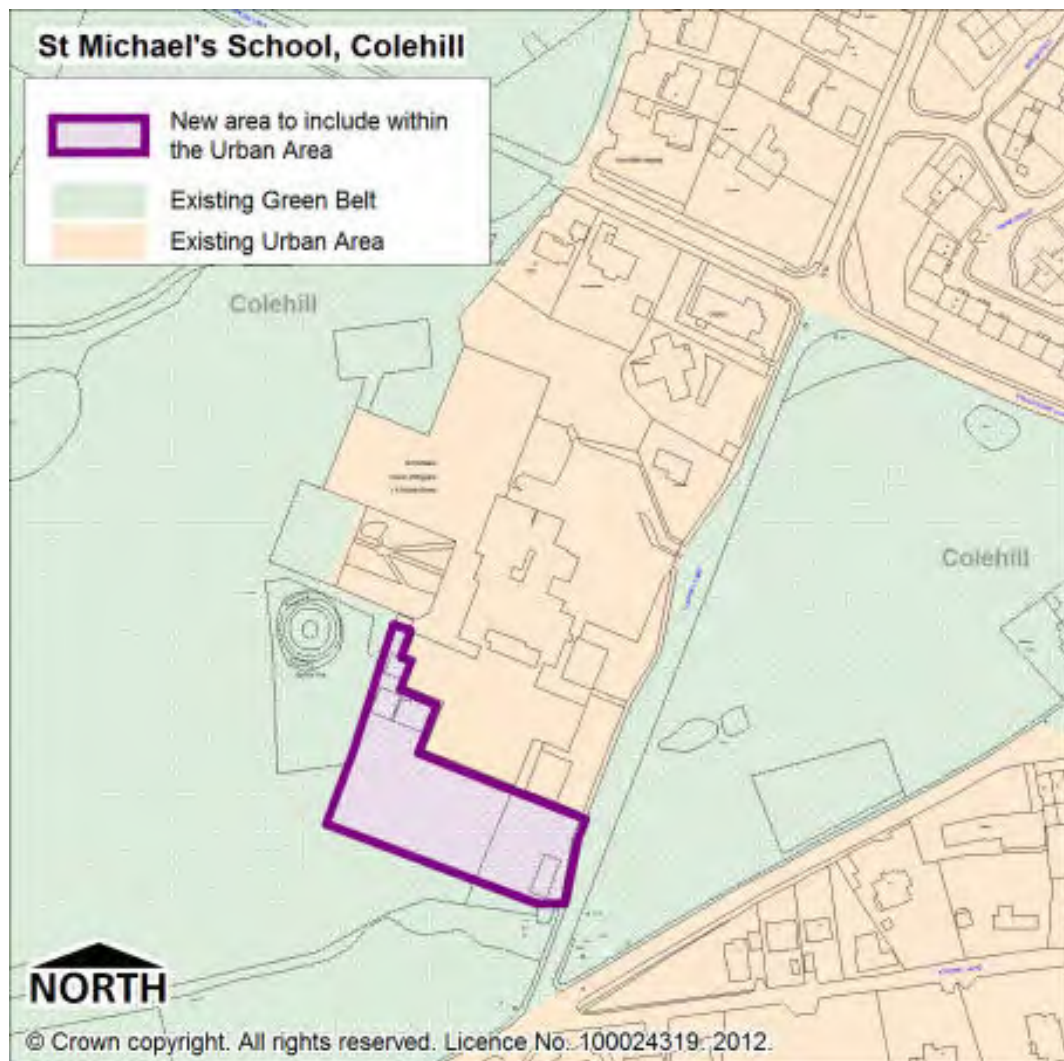 St Michael's School, Colehill
New area to include within
the Urban Area
Existing Green Belt
Existing Urban Area
Colehill
Colehill
NORTH
© Crown copyright. All rights reserved. Licence No. 100024319. 2012.